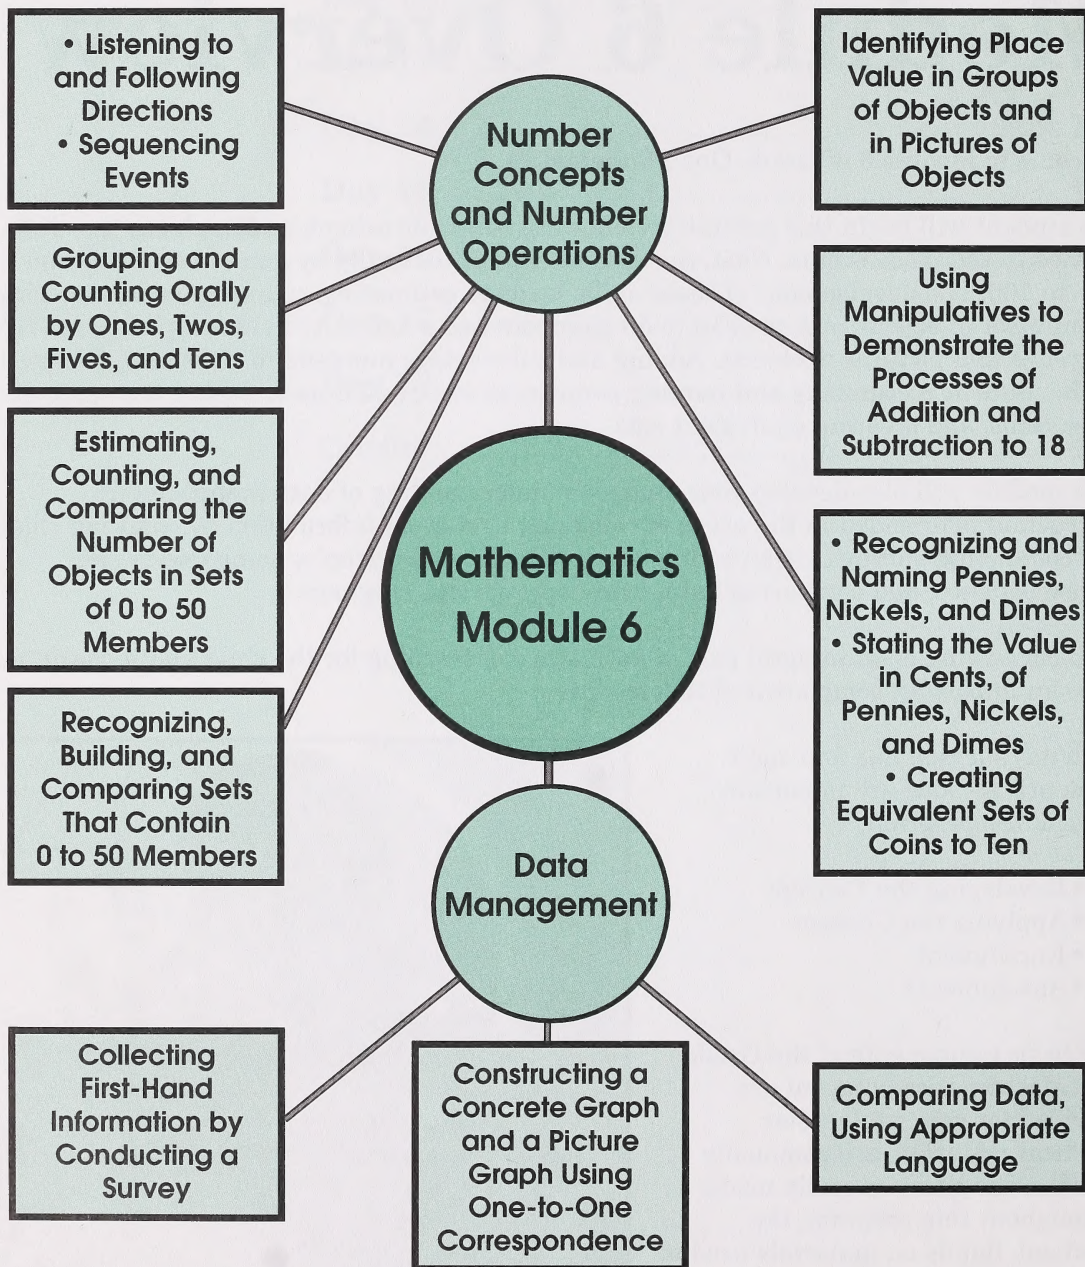 • Listening to
and Following
Directions
• Sequencing
Events
Grouping and
Counting Orally
by Ones, Twos,
Fives, and Tens
Estimating,
Counting, and
Comparing the
Number of
Objects in Sets
of 0 to 50
Members
Recognizing,
Building, and
Comparing Sets
That Contain
0 to 50 Members
Number
Concepts
and Number
Operations
Identifying Place
Value in Groups
of Objects and
in Pictures of
Objects
Using
Manipulatives to
Demonstrate the
Processes of
Addition and
Subtraction to 18
• Recognizing and
Naming Pennies,
Nickels, and Dimes
• Stating the Value
in Cents, of
Pennies, Nickels,
and Dimes
• Creating
Equivalent Sets of
Coins to Ten
Mathematics
Module 6
Data
Management
Collecting
First-Hand
Information by
Conducting a
Survey
Constructing a
Concrete Graph
and a Picture
Graph Using
One-to-One
Correspondence
Comparing Data,
Using Appropriate
Language